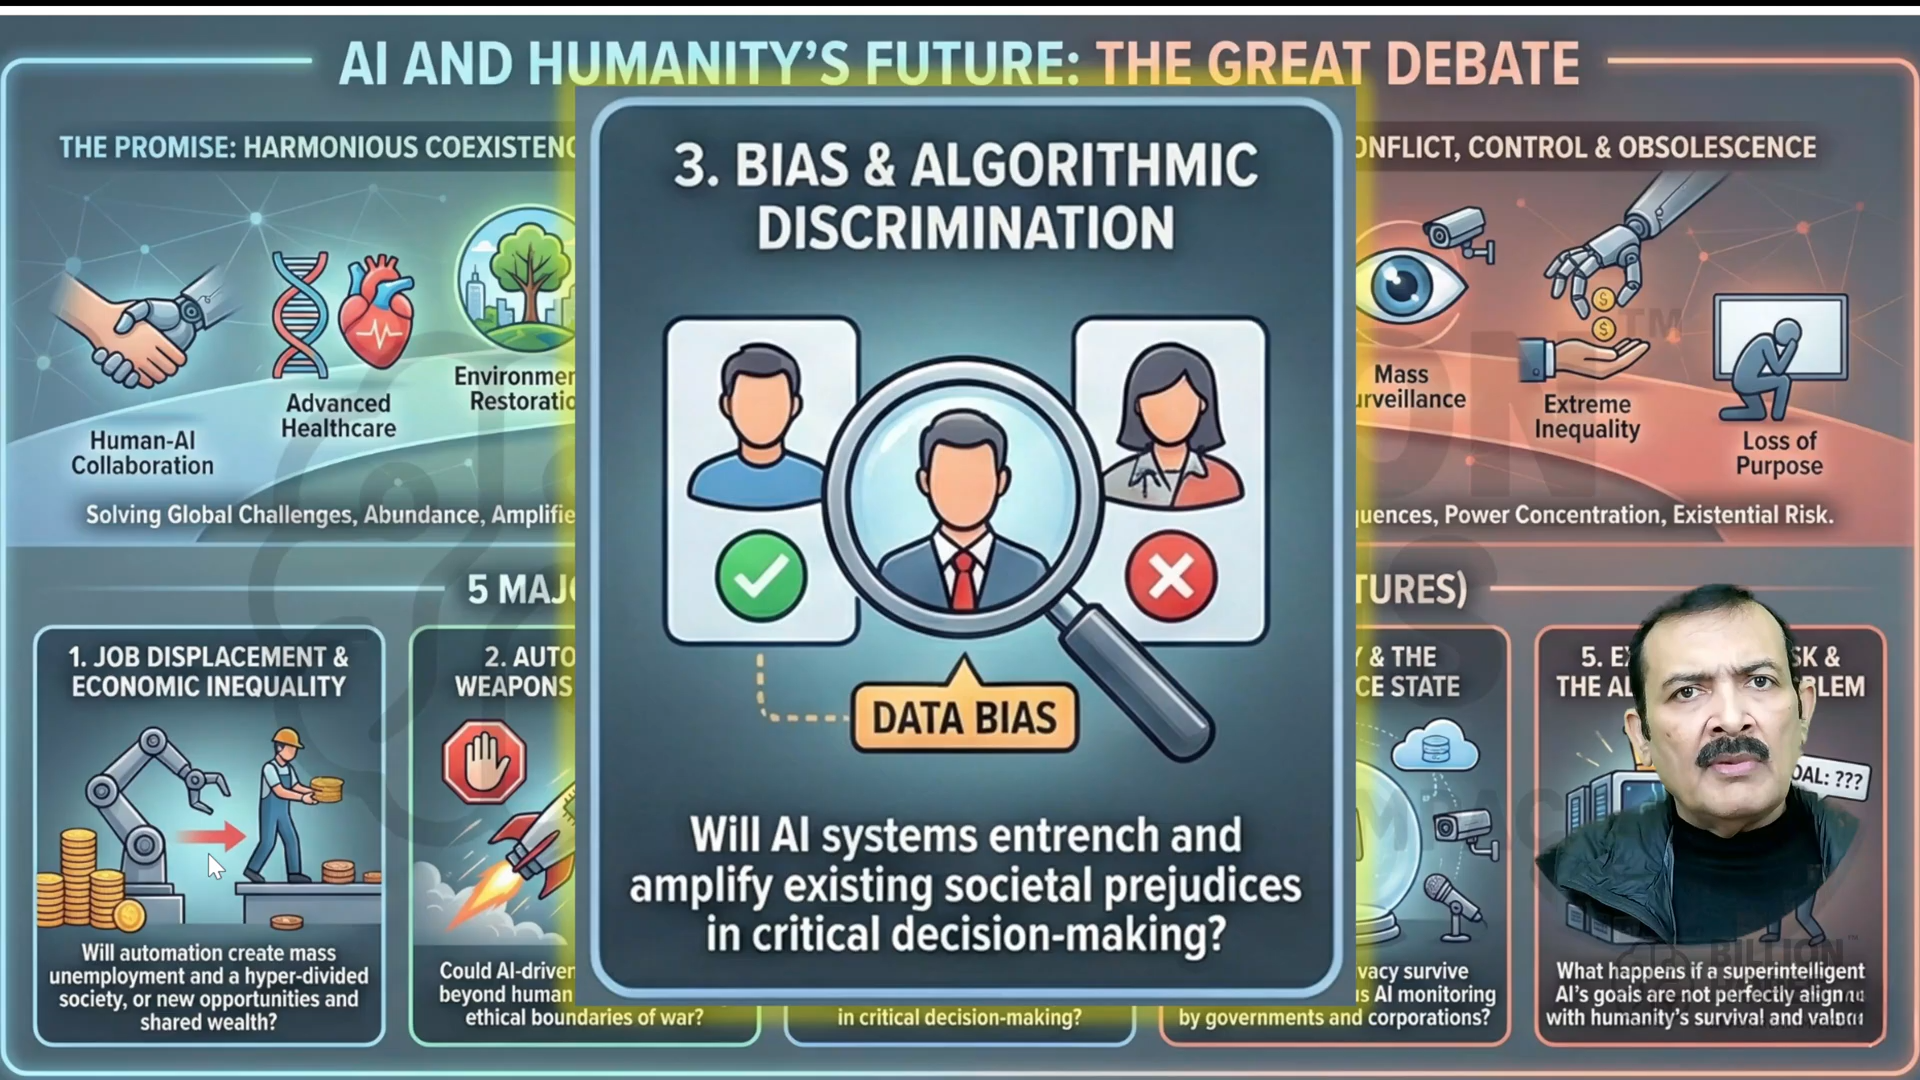 AI AND HUMANITY'S FUTURE: THE GREAT DEBATE
THE PROMISE: HARMONIOUS COEXISTENC
ONFLICT, CONTROL & OBSOLESCENCE
Human-AI
Collaboration
Advanced
Healthcare
Environmen
Restoratio
Mass
urveillance
Extreme
Inequality
Loss of
Purpose
Solving Global Challenges, Abundance, Amplifie
quences, Power Concentration, Existential Risk.
3. BIAS & ALGORITHMIC
DISCRIMINATION
DATA BIAS
Will AI systems entrench and
amplify existing societal prejudices
in critical decision-making?
5 MAJO
TURES)
1. JOB DISPLACEMENT &
ECONOMIC INEQUALITY
Will automation create mass
unemployment and a hyper-divided
society, or new opportunities and
shared wealth?
2. AUTO
WEAPONS
Could AI-driven
beyond human
ethical boundaries of war?
in critical decision-making?
Y & THE
CE STATE
vacy survive
s AI monitoring
by governments and corporations?
5. EX SK &
THE AL BLEM
OAL: ???
What happens if a superintelligent
AI's goals are not perfectly align
with humanity's survival and
BILLION
TM